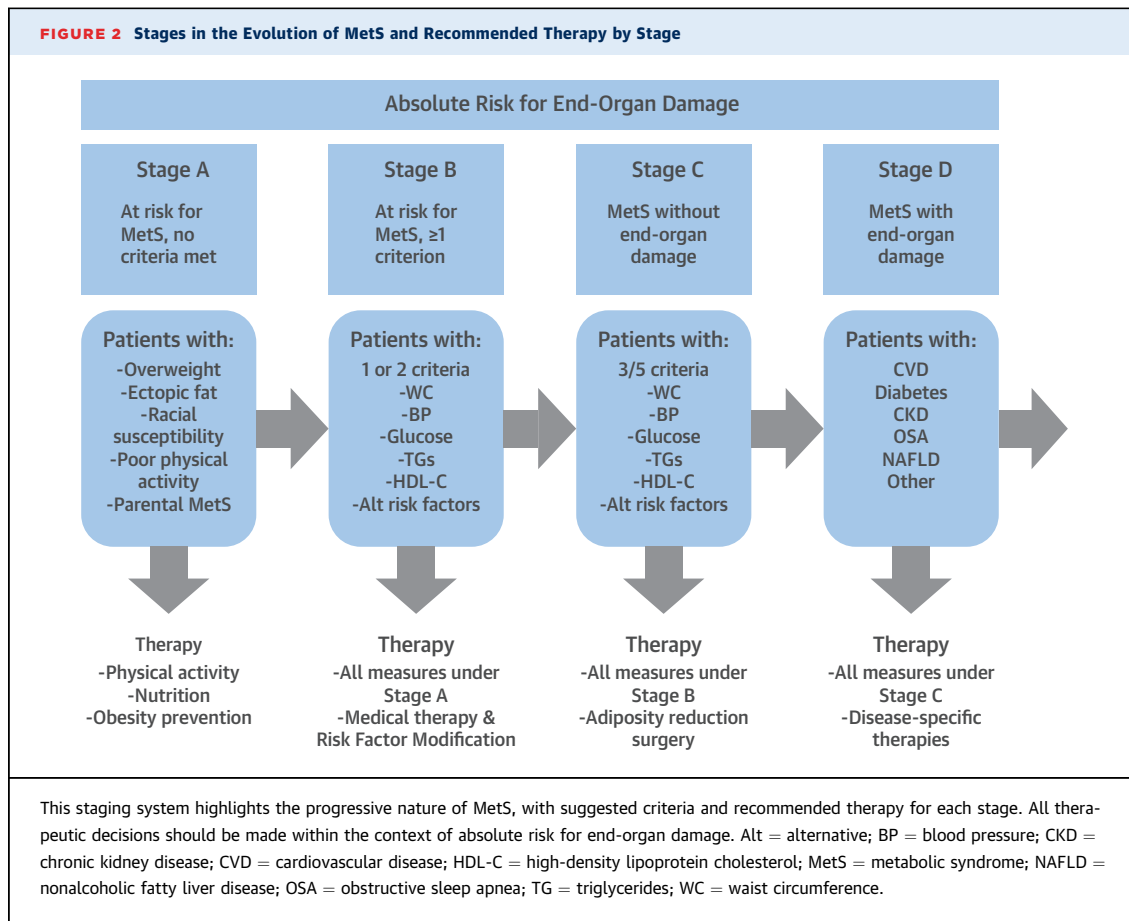 FIGURE 2 Stages in the Evolution of MetS and Recommended Therapy by Stage
Absolute Risk for End-Organ Damage
Stage A
At risk for
MetS, no
criteria met
Stage B
At risk for
MetS, ≥1
criterion
Stage C
MetS without
end-organ
damage
Stage D
MetS with
end-organ
damage
Patients with:
-Overweight
-Ectopic fat
-Racial
susceptibility
-Poor physical
activity
-Parental MetS
Patients with:
1 or 2 criteria
-WC
-BP
-Glucose
-TGs
-HDL-C
-Alt risk factors
Patients with:
3/5 criteria
-WC
-BP
-Glucose
-TGs
-HDL-C
-Alt risk factors
Patients with:
CVD
Diabetes
CKD
OSA
NAFLD
Other
Therapy
-Physical activity
-Nutrition
-Obesity prevention
Therapy
-All measures under
Stage A
-Medical therapy &
Risk Factor Modification
Therapy
-All measures under
Stage B
-Adiposity reduction
surgery
Therapy
-All measures under
Stage C
-Disease-specific
therapies
This staging system highlights the progressive nature of MetS, with suggested criteria and recommended therapy for each stage. All thera-
peutic decisions should be made within the context of absolute risk for end-organ damage. Alt = alternative; BP = blood pressure; CKD =
chronic kidney disease; CVD = cardiovascular disease; HDL-C = high-density lipoprotein cholesterol; MetS = metabolic syndrome; NAFLD =
nonalcoholic fatty liver disease; OSA = obstructive sleep apnea; TG = triglycerides; WC = waist circumference.